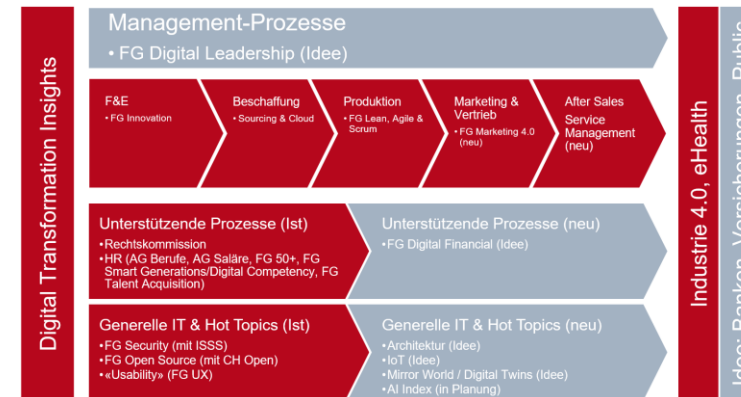 Digital Transformation Insights
Management-Prozesse
• FG Digital Leadership (Idee)
F&E
• FG Innovation
Beschaffung
• Sourcing & Cloud
Produktion
• FG Lean, Agile &
Scrum
Marketing &
Vertrieb
• FG Marketing 4.0
(neu)
After Sales
Service
Management
(neu)
Unterstützende Prozesse (Ist)
•Rechtskommission
•HR (AG Berufe, AG Saläre, FG 50+, FG
Smart Generations/Digital Competency, FG
Talent Acquisition)
Unterstützende Prozesse (neu)
•FG Digital Financial (Idee)
Generelle IT & Hot Topics (Ist)
•FG Security (mit ISSS)
•FG Open Source (mit CH Open)
•«Usability» (FG UX)
Generelle IT & Hot Topics (neu)
•Architektur (Idee)
•IoT (Idee)
•Mirror World / Digital Twins (Idee)
•AI Index (in Planung)
Industrie 4.0, eHealth
Idee: Banken, Versicherungen, Public